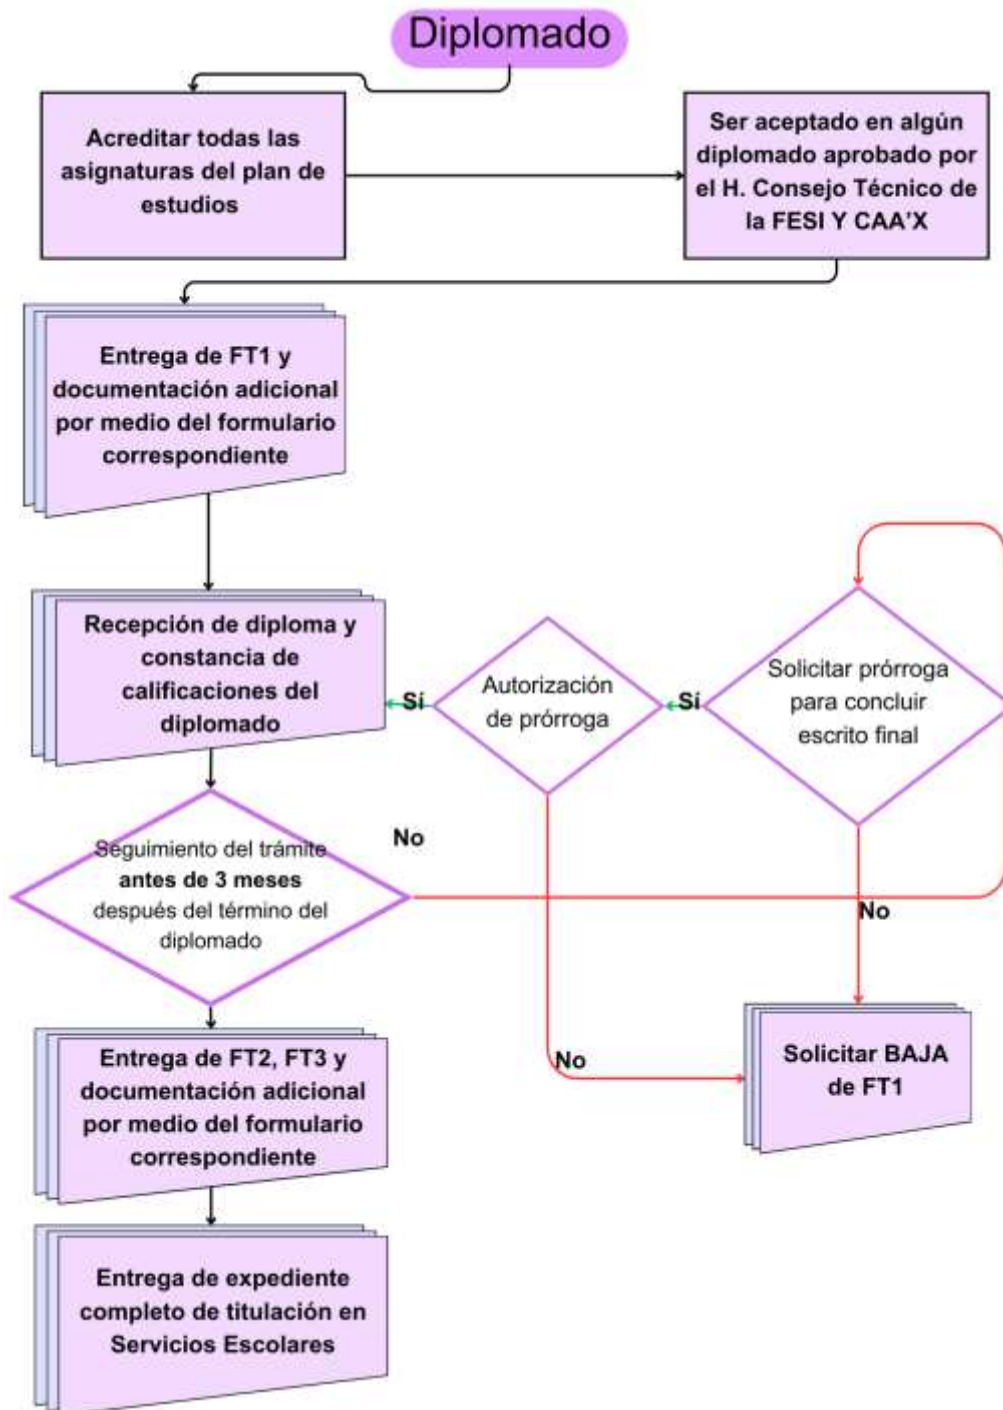 Diplomado
Acreditar todas las
asignaturas del plan de
estudios
Ser aceptado en algún
diplomado aprobado por
el H. Consejo Técnico de
la FESI Y CAA'X
Entrega de FT1 y
documentación adicional
por medio del formulario
correspondiente
Recepción de diploma y
constancia de
calificaciones del
diplomado
Sí
Autorización
de prórroga
Sí
Solicitar prórroga
para concluir
escrito final
Seguimiento del trámite
antes de 3 meses
después del término del
diplomado
No
No
No
Entrega de FT2, FT3 y
documentación adicional
por medio del formulario
correspondiente
Solicitar BAJA
de FT1
Entrega de expediente
completo de titulación en
Servicios Escolares